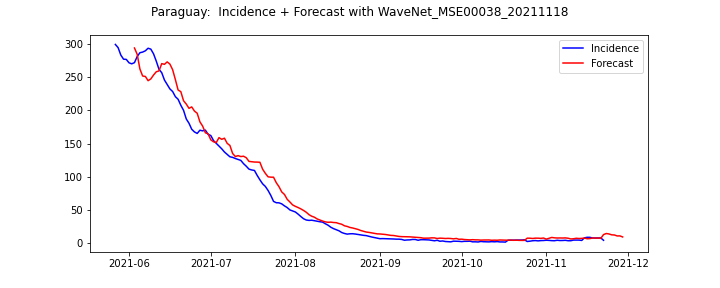 Paraguay:  Incidence + Forecast with WaveNet_MSE00038_20211118
Incidence
Forecast
300
250
200
150
100
50
0
2021-06 2021-07 2021-08 2021-09 2021-10 2021-11 2021-12